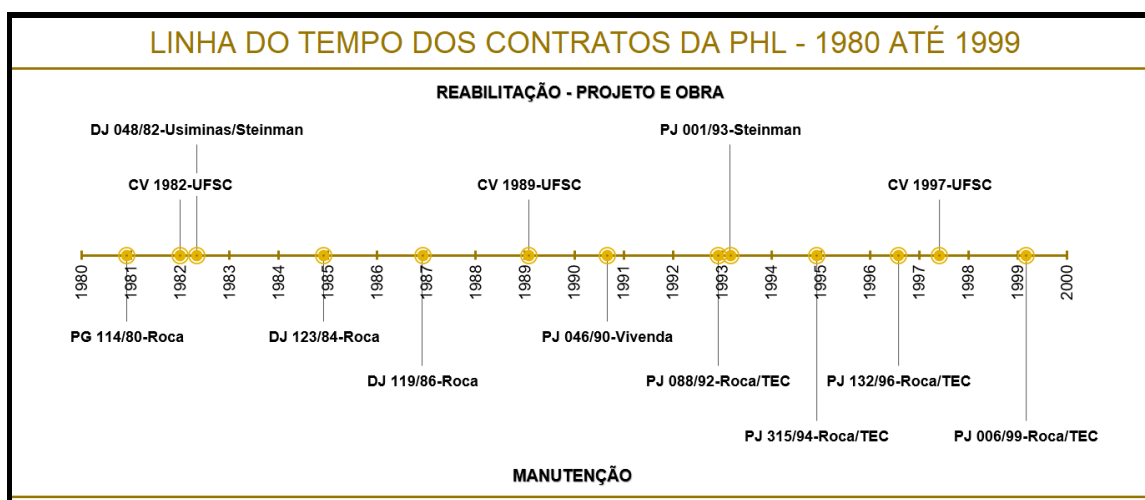 LINHA DO TEMPO DOS CONTRATOS DA PHL - 1980 ATÉ 1999
REABILITAÇÃO - PROJETO E OBRA
DJ 048/82-Usiminas/Steinman
PJ 001/93-Steinman
CV 1982-UFSC
CV 1989-UFSC
CV 1997-UFSC
1980
1981
1982
1983
1984
1985
1986
1987
1988
1989
1990
1991
1992
1993
1994
1995
1996
1997
1998
1999
2000
PG 114/80-Roca
DJ 123/84-Roca
PJ 046/90-Vivenda
DJ 119/86-Roca
PJ 088/92-Roca/TEC
PJ 132/96-Roca/TEC
PJ 315/94-Roca/TEC
PJ 006/99-Roca/TEC
MANUTENÇÃO